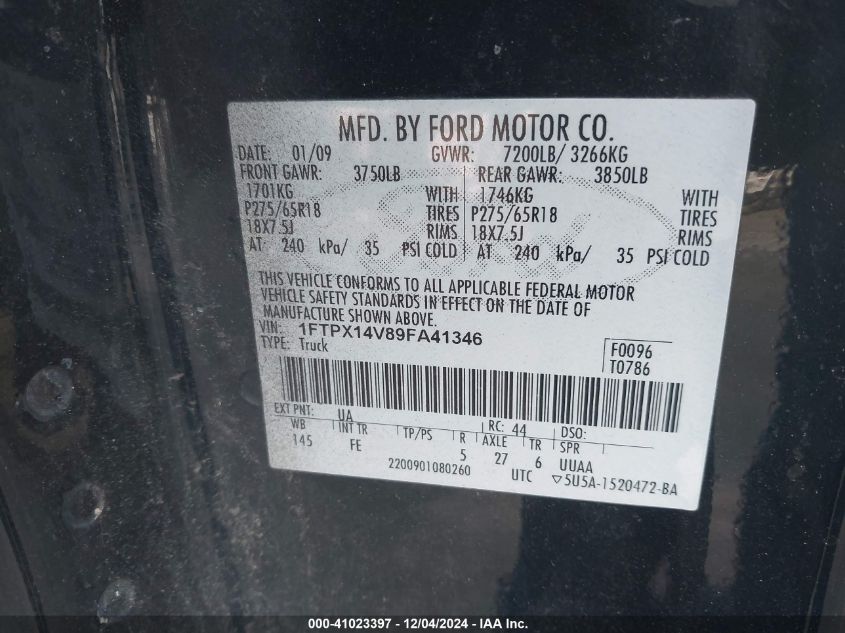 MFD. BY FORD MOTOR CO.
DATE: 01/09 GVWR: 7200LB/ 3266KG
FRONT GAWR: 3750LB REAR GAWR: 3850LB
1701KG WITH 1746KG WITH
P275/65R18 TIRES P275/65R18 TIRES
18X7.5J RIMS 18X7.5J RIMS
AT 240 kPa/ 35 PSI COLD AT 240 kPa/ 35 PSI COLD
THIS VEHICLE CONFORMS TO ALL APPLICABLE FEDERAL MOTOR
VEHICLE SAFETY STANDARDS IN EFFECT ON THE DATE OF
MANUFACTURE SHOWN ABOVE.
VIN: 1FTPX14V89FA41346
TYPE: Truck
F0096
T0786
EXT PNT: UA RC: 44 DSO:
WB INT TR TP/PS R AXLE TR SPR
145 FE 5 27 6 UUAA
2200901080260 UTC ▽5U5A-1520472-BA
000-41023397 - 12/04/2024 - IAA Inc.